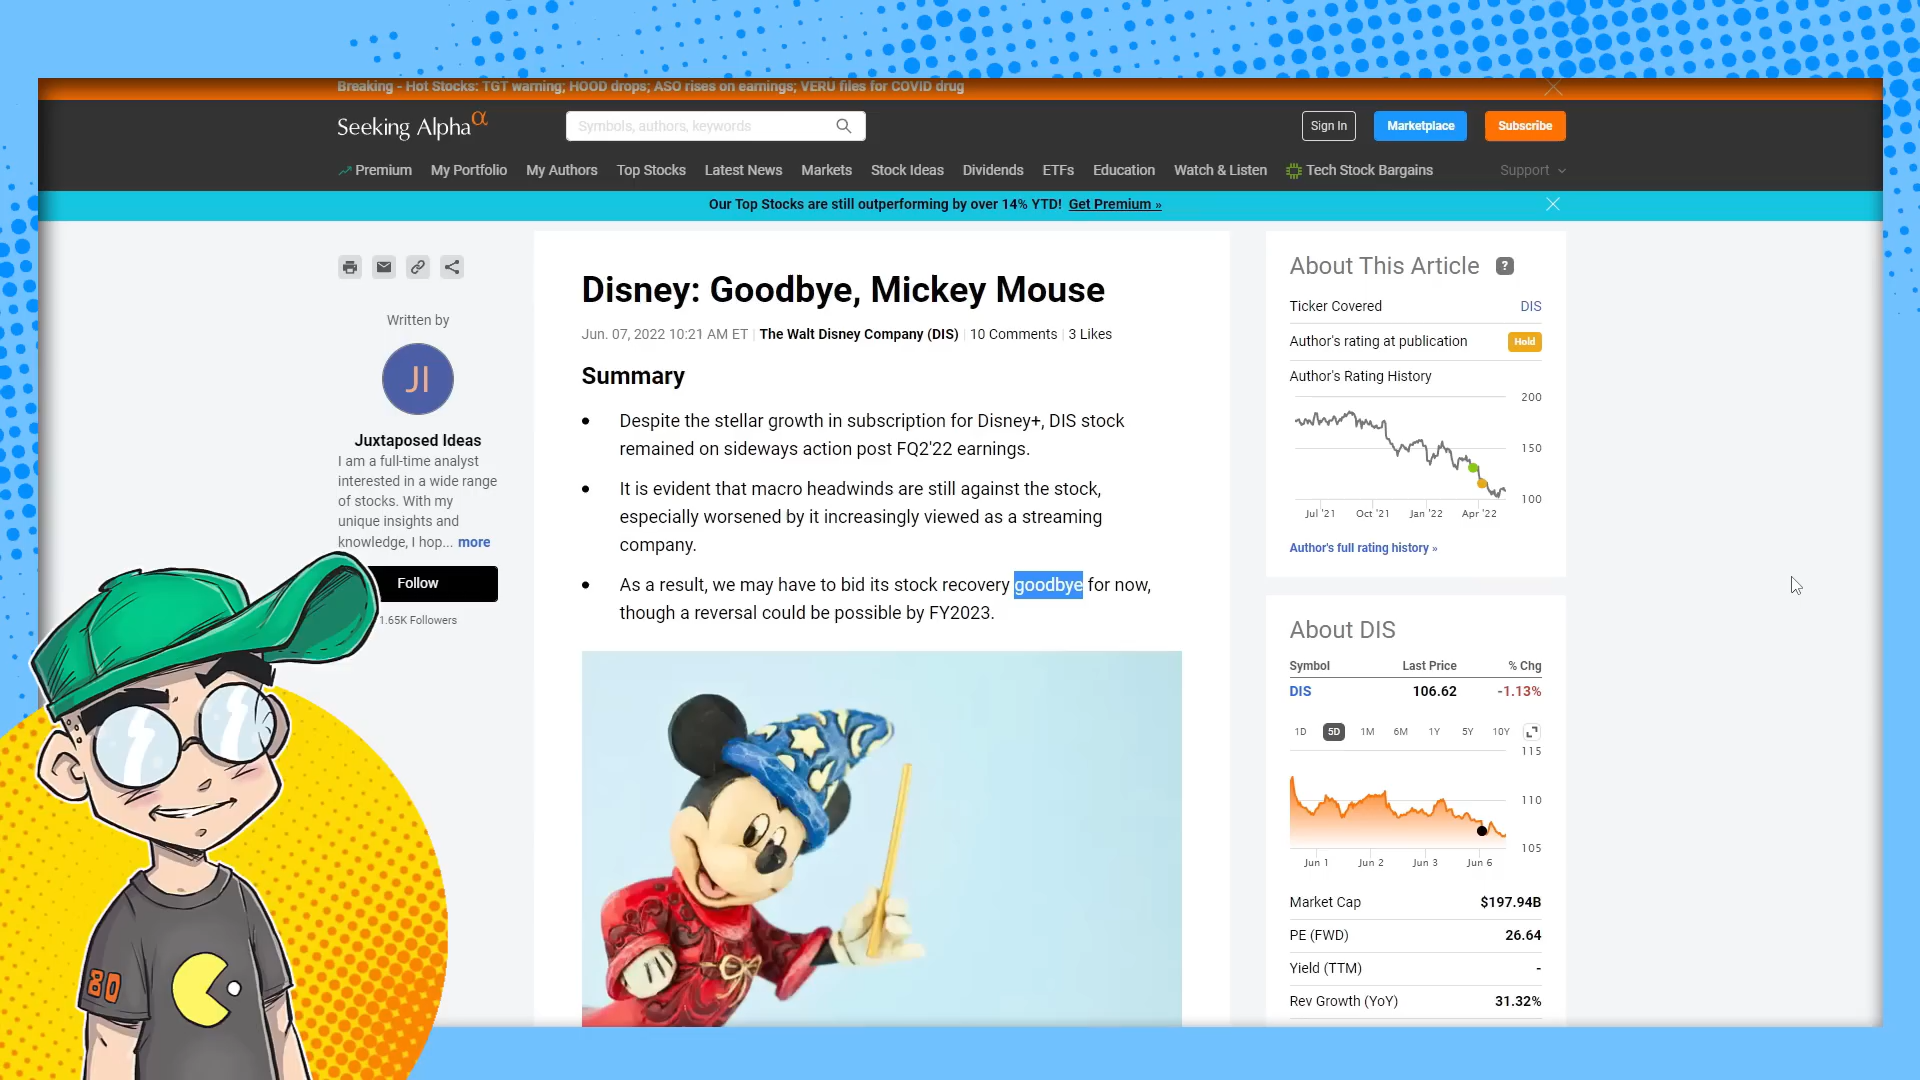 Breaking - Hot Stocks: TGT warning; HOOD drops; ASO rises on earnings; VERU files for COVID drug
Seeking Alpha α
Symbols, authors, keywords
Sign In
Marketplace
Subscribe
Premium My Portfolio My Authors Top Stocks Latest News Markets Stock Ideas Dividends ETFs Education Watch & Listen Tech Stock Bargains Support
Our Top Stocks are still outperforming by over 14% YTD! Get Premium »
Written by
JI
Juxtaposed Ideas
I am a full-time analyst
interested in a wide range
of stocks. With my
unique insights and
knowledge, I hop... more
Follow
1.65K Followers
Disney: Goodbye, Mickey Mouse
Jun. 07, 2022 10:21 AM ET | The Walt Disney Company (DIS) | 10 Comments | 3 Likes
Summary
• Despite the stellar growth in subscription for Disney+, DIS stock
remained on sideways action post FQ2'22 earnings.
• It is evident that macro headwinds are still against the stock,
especially worsened by it increasingly viewed as a streaming
company.
• As a result, we may have to bid its stock recovery goodbye for now,
though a reversal could be possible by FY2023.
About This Article ?
Ticker Covered DIS
Author's rating at publication Hold
Author's Rating History
200
150
100
Jul '21 Oct '21 Jan '22 Apr '22
Author's full rating history »
About DIS
Symbol Last Price % Chg
DIS 106.62 -1.13%
1D 5D 1M 6M 1Y 5Y 10Y
115
110
105
Jun 1 Jun 2 Jun 3 Jun 6
Market Cap $197.94B
PE (FWD) 26.64
Yield (TTM) -
Rev Growth (YoY) 31.32%
80